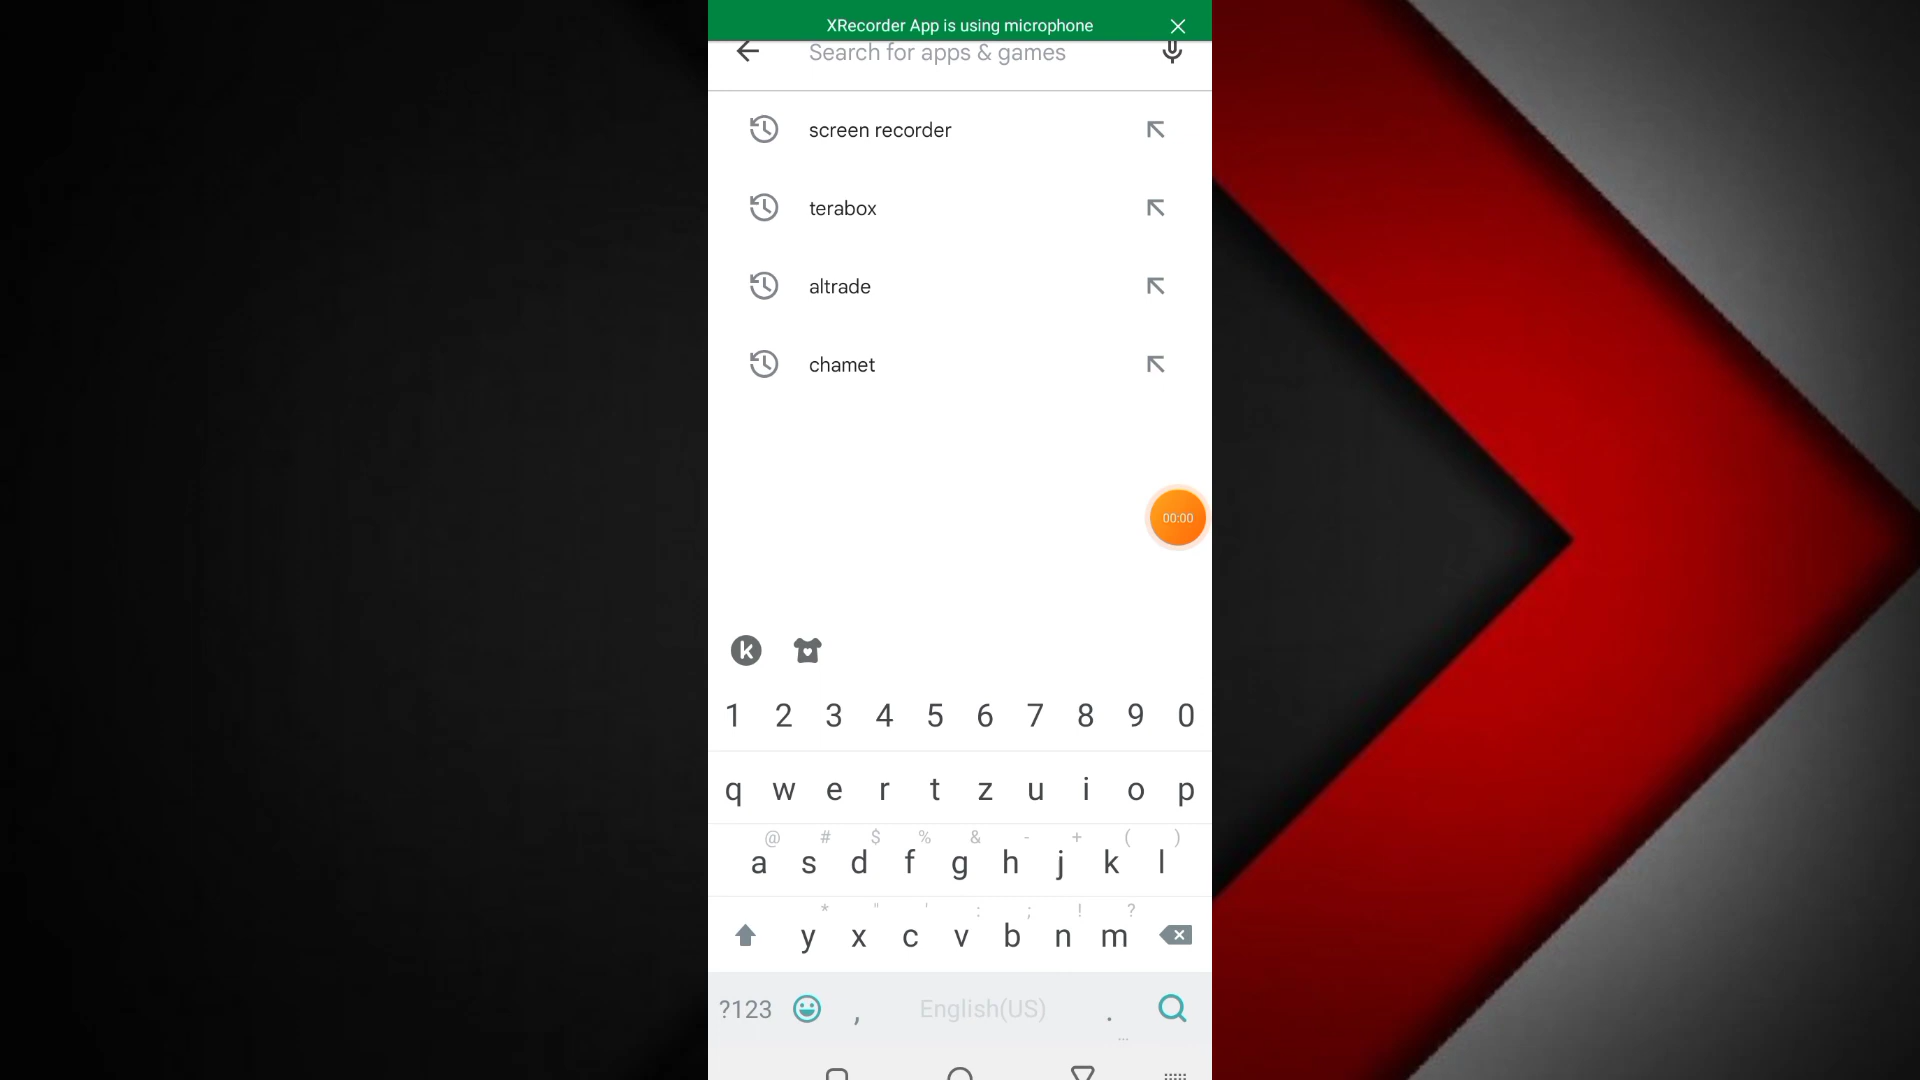 XRecorder App is using microphone
Search for apps & games
screen recorder
terabox
altrade
chamet
00:00
k
1 2 3 4 5 6 7 8 9 0
q w e r t z u i o p
@ # $ % & - + ( )
a s d f g h j k l
* " ' : ; ! ?
y x c v b n m
?123 , English(US) . ...